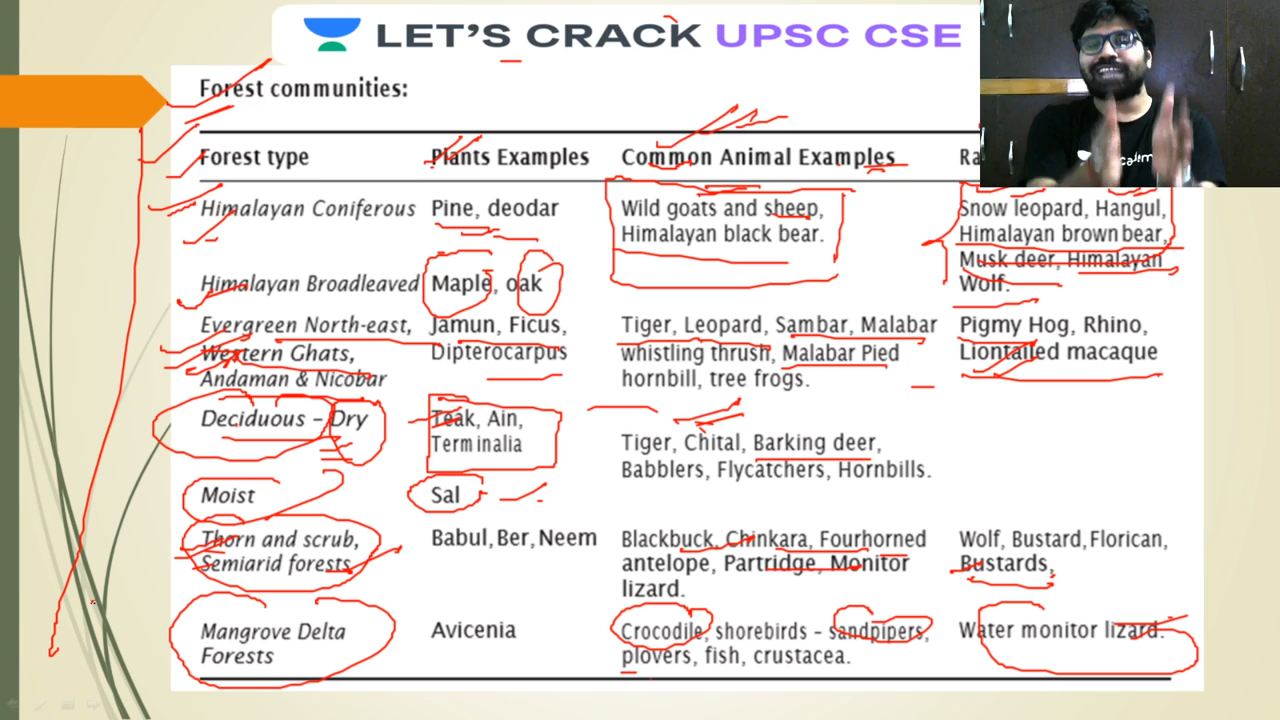 LET'S CRACK UPSC CSE
Forest communities:
Forest type Plants Examples Common Animal Examples Ra
Himalayan Coniferous Pine, deodar Wild goats and sheep, Snow leopard, Hangul,
Himalayan black bear. Himalayan brown bear,
Musk deer, Himalayan
Himalayan Broadleaved Maple, oak Wolf.
Evergreen North-east, Jamun, Ficus, Tiger, Leopard, Sambar, Malabar Pigmy Hog, Rhino,
Western Ghats, Dipterocarpus whistling thrush, Malabar Pied Liontailed macaque
Andaman & Nicobar hornbill, tree frogs.
Deciduous – Dry Teak, Ain,
Terminalia Tiger, Chital, Barking deer,
Babblers, Flycatchers, Hornbills.
Moist Sal
Thorn and scrub, Babul, Ber, Neem Blackbuck, Chinkara, Fourhorned Wolf, Bustard, Florican,
Semiarid forests antelope, Partridge, Monitor Bustards,
lizard.
Mangrove Delta Avicenia Crocodile, shorebirds – sandpipers, Water monitor lizard.
Forests plovers, fish, crustacea.